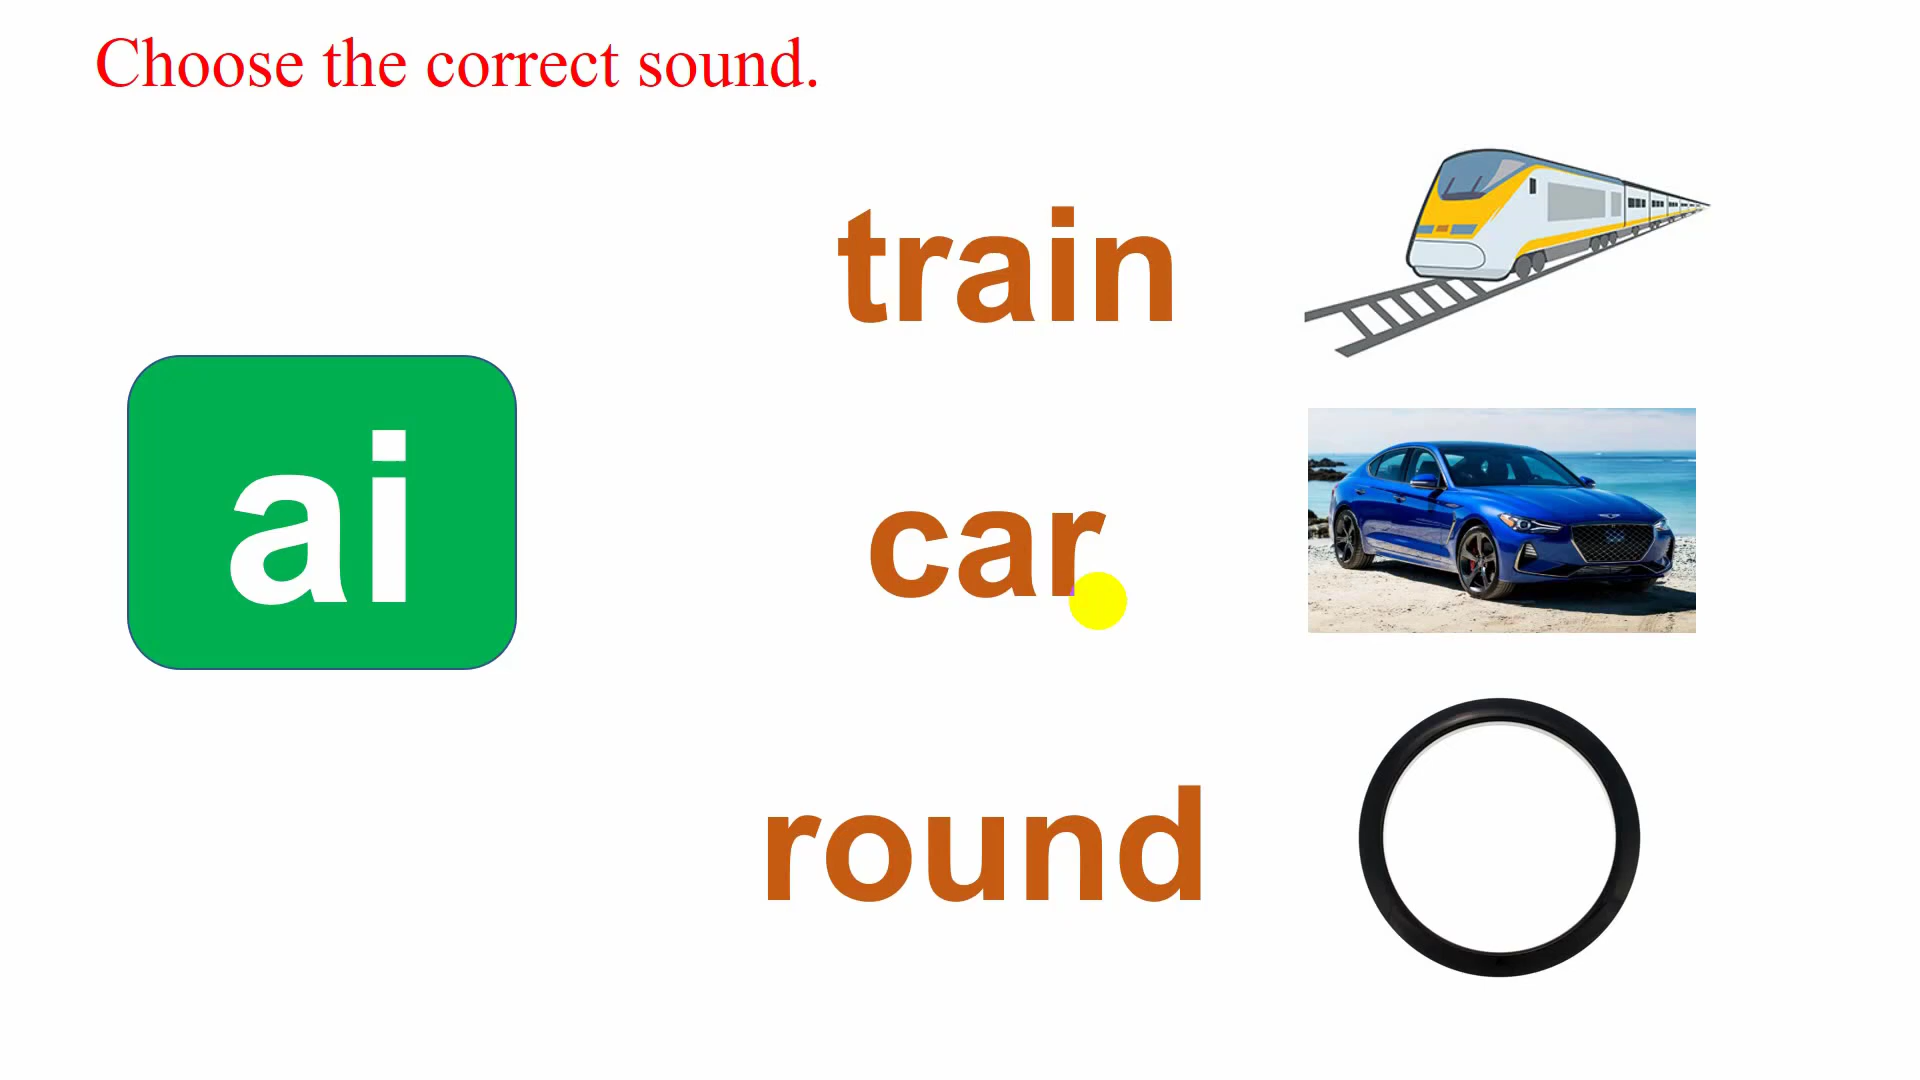 Choose the correct sound.
train
ai
car
round